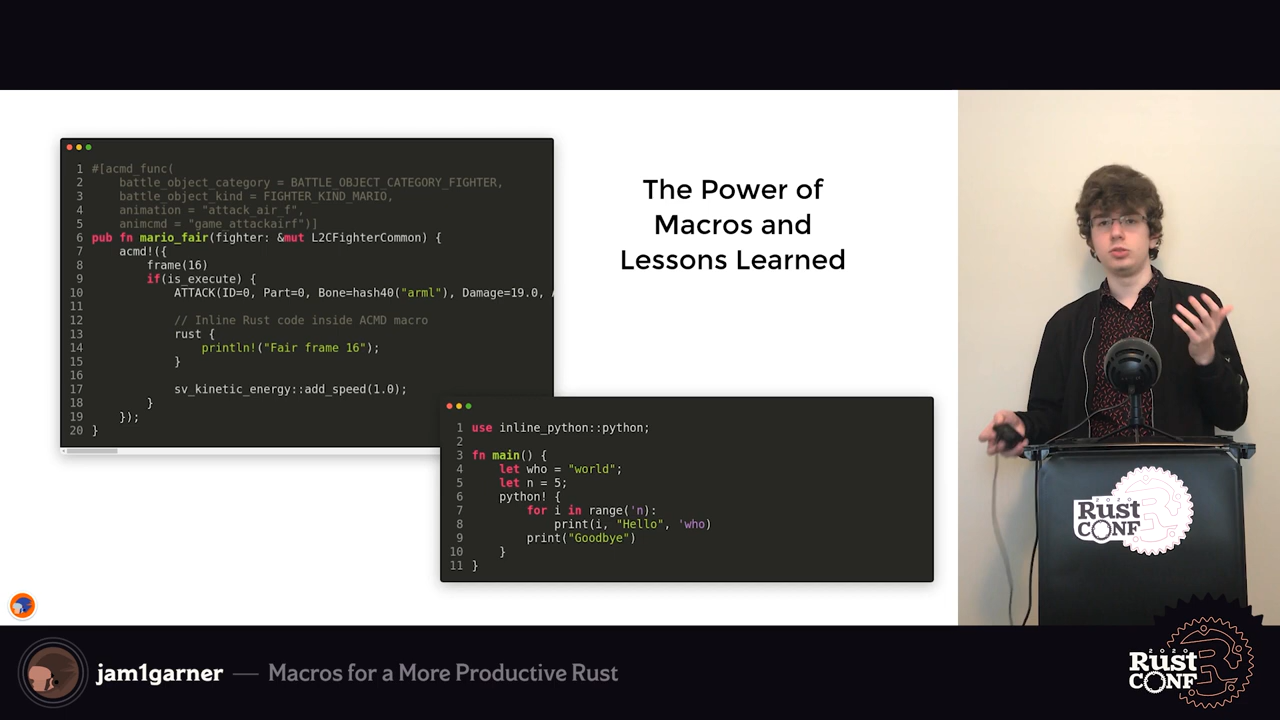 1 #[acmd_func(
2     battle_object_category = BATTLE_OBJECT_CATEGORY_FIGHTER,
3     battle_object_kind = FIGHTER_KIND_MARIO,
4     animation = "attack_air_f",
5     animcmd = "game_attackairf")]
6 pub fn mario_fair(fighter: &mut L2CFighterCommon) {
7     acmd!({
8         frame(16)
9         if(is_execute) {
10             ATTACK(ID=0, Part=0, Bone=hash40("arml"), Damage=19.0,
11
12             // Inline Rust code inside ACMD macro
13             rust {
14                 println!("Fair frame 16");
15             }
16
17             sv_kinetic_energy::add_speed(1.0);
18         }
19     });
20 }
The Power of
Macros and
Lessons Learned
1 use inline_python::python;
2
3 fn main() {
4     let who = "world";
5     let n = 5;
6     python! {
7         for i in range('n):
8             print(i, "Hello", 'who)
9         print("Goodbye")
10     }
11 }
2020
Rust
CONF
jam1garner — Macros for a More Productive Rust
2020
Rust
CONF